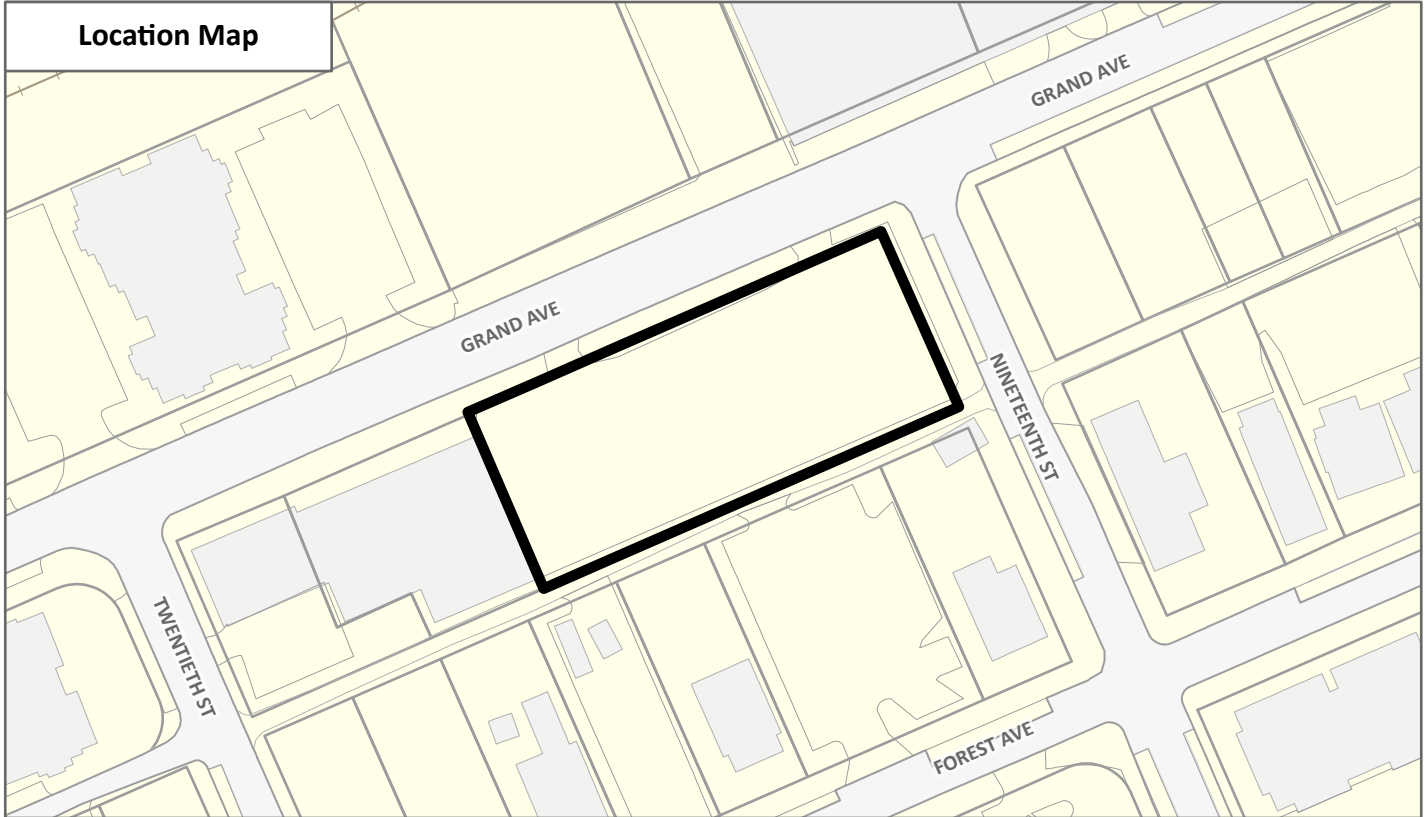 Location Map
GRAND AVE
GRAND AVE
NINETEENTH ST
TWENTIETH ST
FOREST AVE